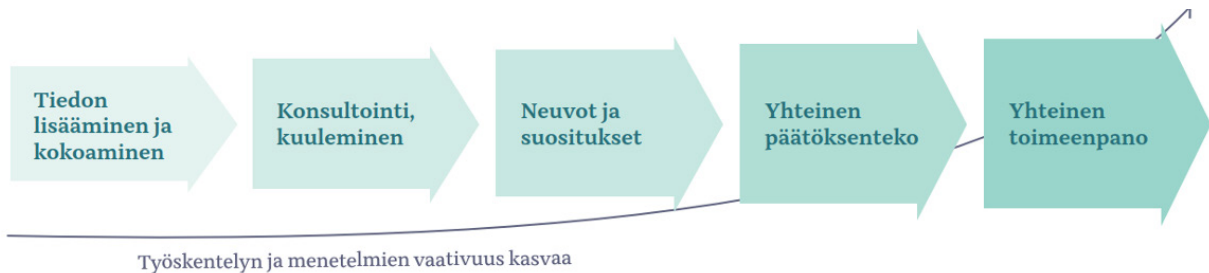 Tiedon
lisääminen ja
kokoaminen
Konsultointi,
kuuleminen
Neuvot ja
suositukset
Yhteinen
päätöksenteko
Yhteinen
toimeenpano
Työskentelyn ja menetelmien vaativuus kasvaa